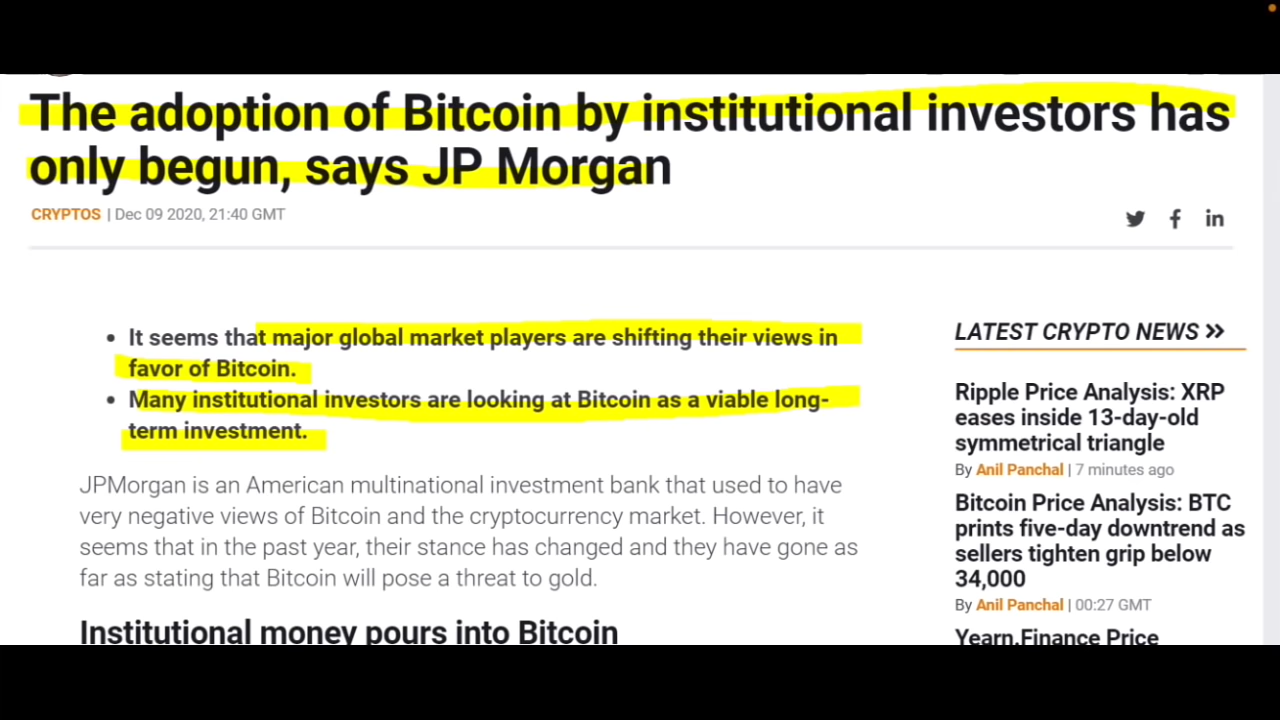 The adoption of Bitcoin by institutional investors has
only begun, says JP Morgan
CRYPTOS | Dec 09 2020, 21:40 GMT
It seems that major global market players are shifting their views in
favor of Bitcoin.
Many institutional investors are looking at Bitcoin as a viable long-
term investment.
JPMorgan is an American multinational investment bank that used to have
very negative views of Bitcoin and the cryptocurrency market. However, it
seems that in the past year, their stance has changed and they have gone as
far as stating that Bitcoin will pose a threat to gold.
Institutional money pours into Bitcoin
LATEST CRYPTO NEWS
Ripple Price Analysis: XRP
eases inside 13-day-old
symmetrical triangle
By Anil Panchal | 7 minutes ago
Bitcoin Price Analysis: BTC
prints five-day downtrend as
sellers tighten grip below
34,000
By Anil Panchal | 00:27 GMT
Yearn.Finance Price